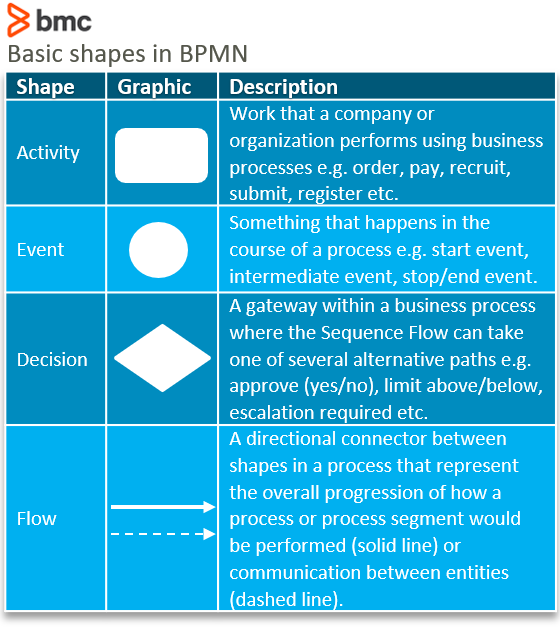 bmc
Basic shapes in BPMN
Shape Graphic Description
Activity
Work that a company or
organization performs using business
processes e.g. order, pay, recruit,
submit, register etc.
Event
Something that happens in the
course of a process e.g. start event,
intermediate event, stop/end event.
Decision
A gateway within a business process
where the Sequence Flow can take
one of several alternative paths e.g.
approve (yes/no), limit above/below,
escalation required etc.
Flow
A directional connector between
shapes in a process that represent
the overall progression of how a
process or process segment would
be performed (solid line) or
communication between entities
(dashed line).